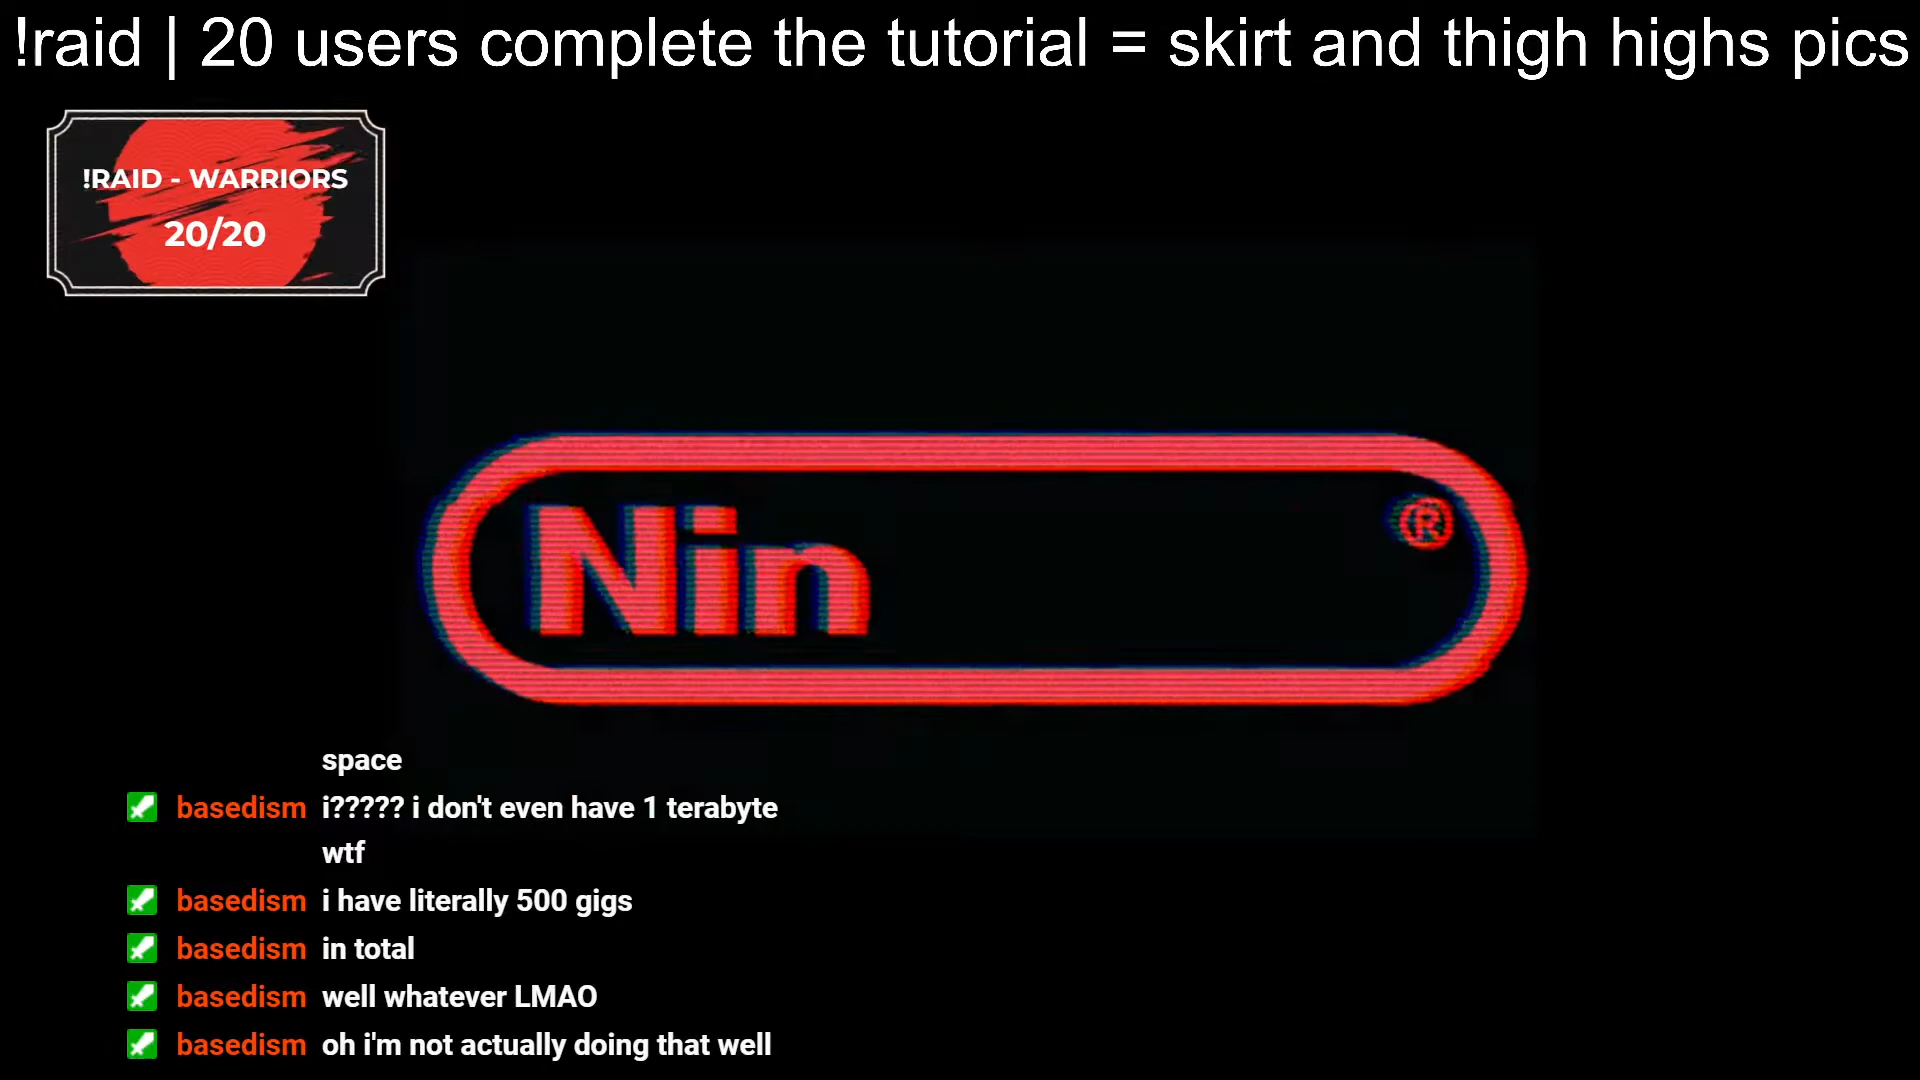 !raid | 20 users complete the tutorial = skirt and thigh highs pics
!RAID - WARRIORS
20/20
Nin ®
space
basedism i????? i don't even have 1 terabyte
wtf
basedism i have literally 500 gigs
basedism in total
basedism well whatever LMAO
basedism oh i'm not actually doing that well